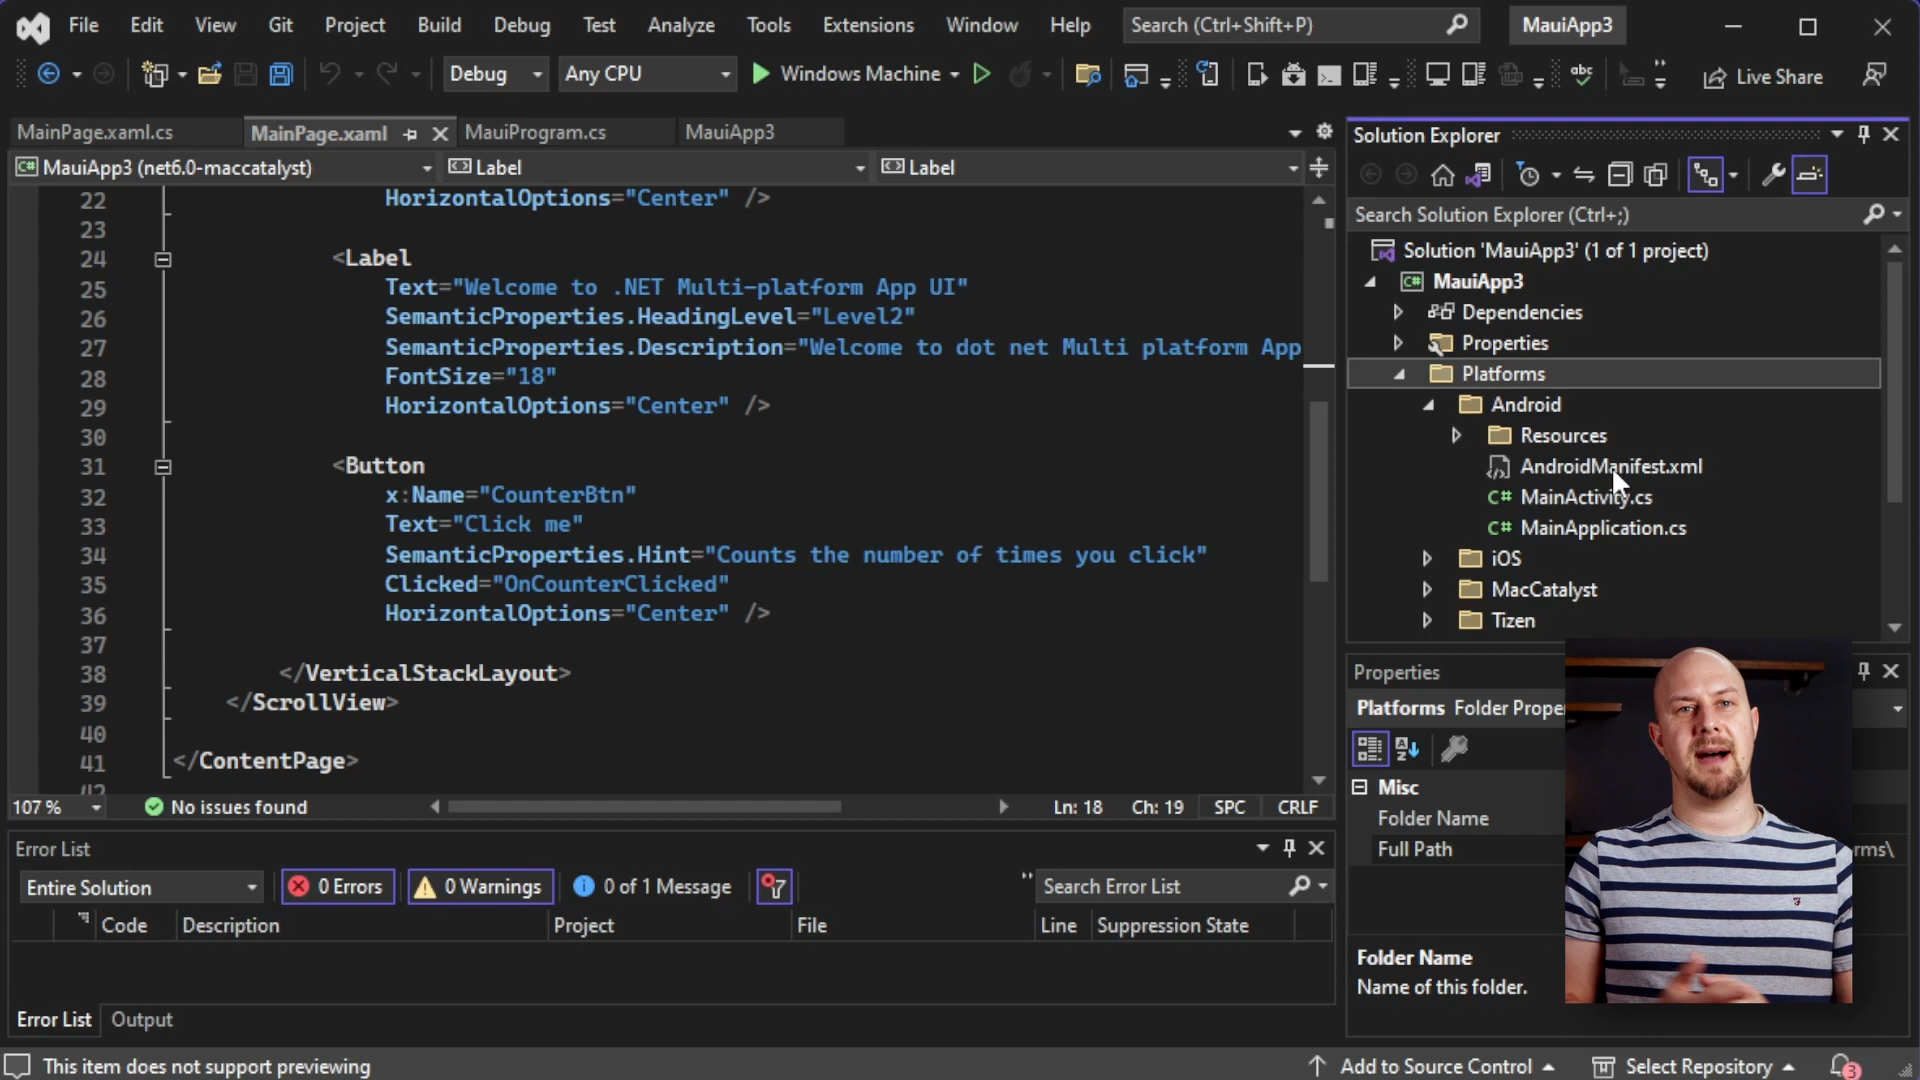 File Edit View Git Project Build Debug Test Analyze Tools Extensions Window Help Search (Ctrl+Shift+P) MauiApp3
Debug Any CPU Windows Machine abc Live Share
MainPage.xaml.cs MainPage.xaml MauiProgram.cs MauiApp3
C# MauiApp3 (net6.0-maccatalyst) Label Label
22 HorizontalOptions="Center" />
23
24 <Label
25 Text="Welcome to .NET Multi-platform App UI"
26 SemanticProperties.HeadingLevel="Level2"
27 SemanticProperties.Description="Welcome to dot net Multi platform App
28 FontSize="18"
29 HorizontalOptions="Center" />
30
31 <Button
32 x:Name="CounterBtn"
33 Text="Click me"
34 SemanticProperties.Hint="Counts the number of times you click"
35 Clicked="OnCounterClicked"
36 HorizontalOptions="Center" />
37
38 </VerticalStackLayout>
39 </ScrollView>
40
41 </ContentPage>
42
107 % No issues found Ln: 18 Ch: 19 SPC CRLF
Error List
Entire Solution 0 Errors 0 Warnings 0 of 1 Message Search Error List
Code Description Project File Line Suppression State
Error List Output
Solution Explorer
Search Solution Explorer (Ctrl+;)
Solution 'MauiApp3' (1 of 1 project)
C# MauiApp3
Dependencies
Properties
Platforms
Android
Resources
AndroidManifest.xml
C# MainActivity.cs
C# MainApplication.cs
iOS
MacCatalyst
Tizen
Properties
Platforms Folder Proper
Misc
Folder Name
Full Path rms\
Folder Name
Name of this folder.
This item does not support previewing Add to Source Control Select Repository 3